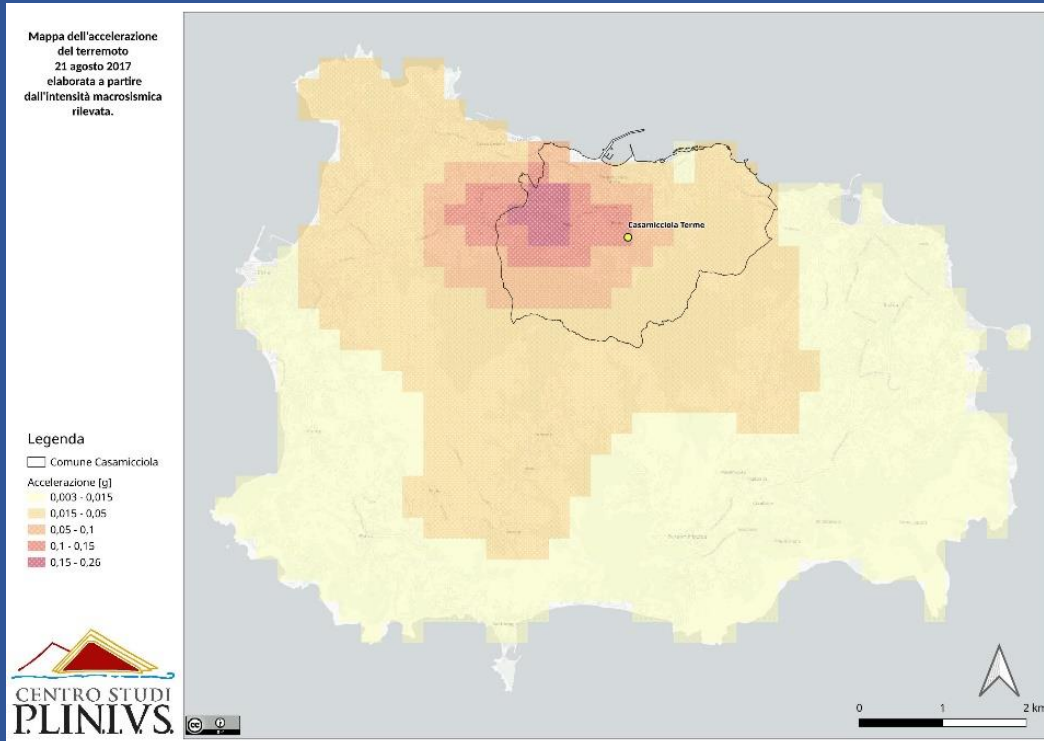 Mappa dell'accelerazione
del terremoto
21 agosto 2017
elaborata a partire
dall'intensità macrosismica
rilevata.
Casamicciola Terme
Legenda
Comune Casamicciola
Accelerazione [g]
0,003 - 0,015
0,015 - 0,05
0,05 - 0,1
0,1 - 0,15
0,15 - 0,26
CENTRO STUDI
PLINIVS.
0 1 2 km